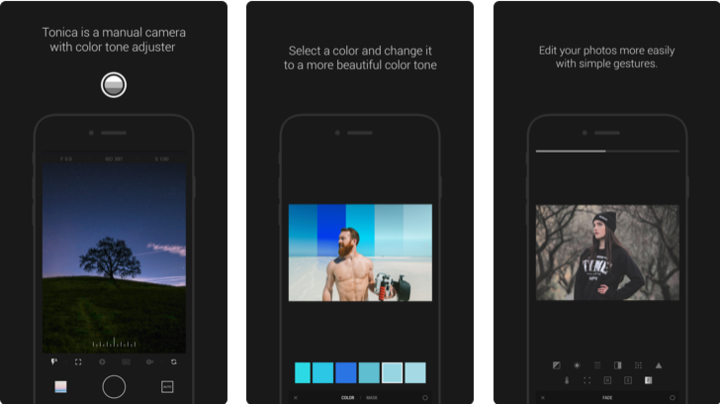 Tonica is a manual camera
with color tone adjuster
AUTO
Select a color and change it
to a more beautiful color tone
COLOR / MASK
Edit your photos more easily
with simple gestures.
FADE